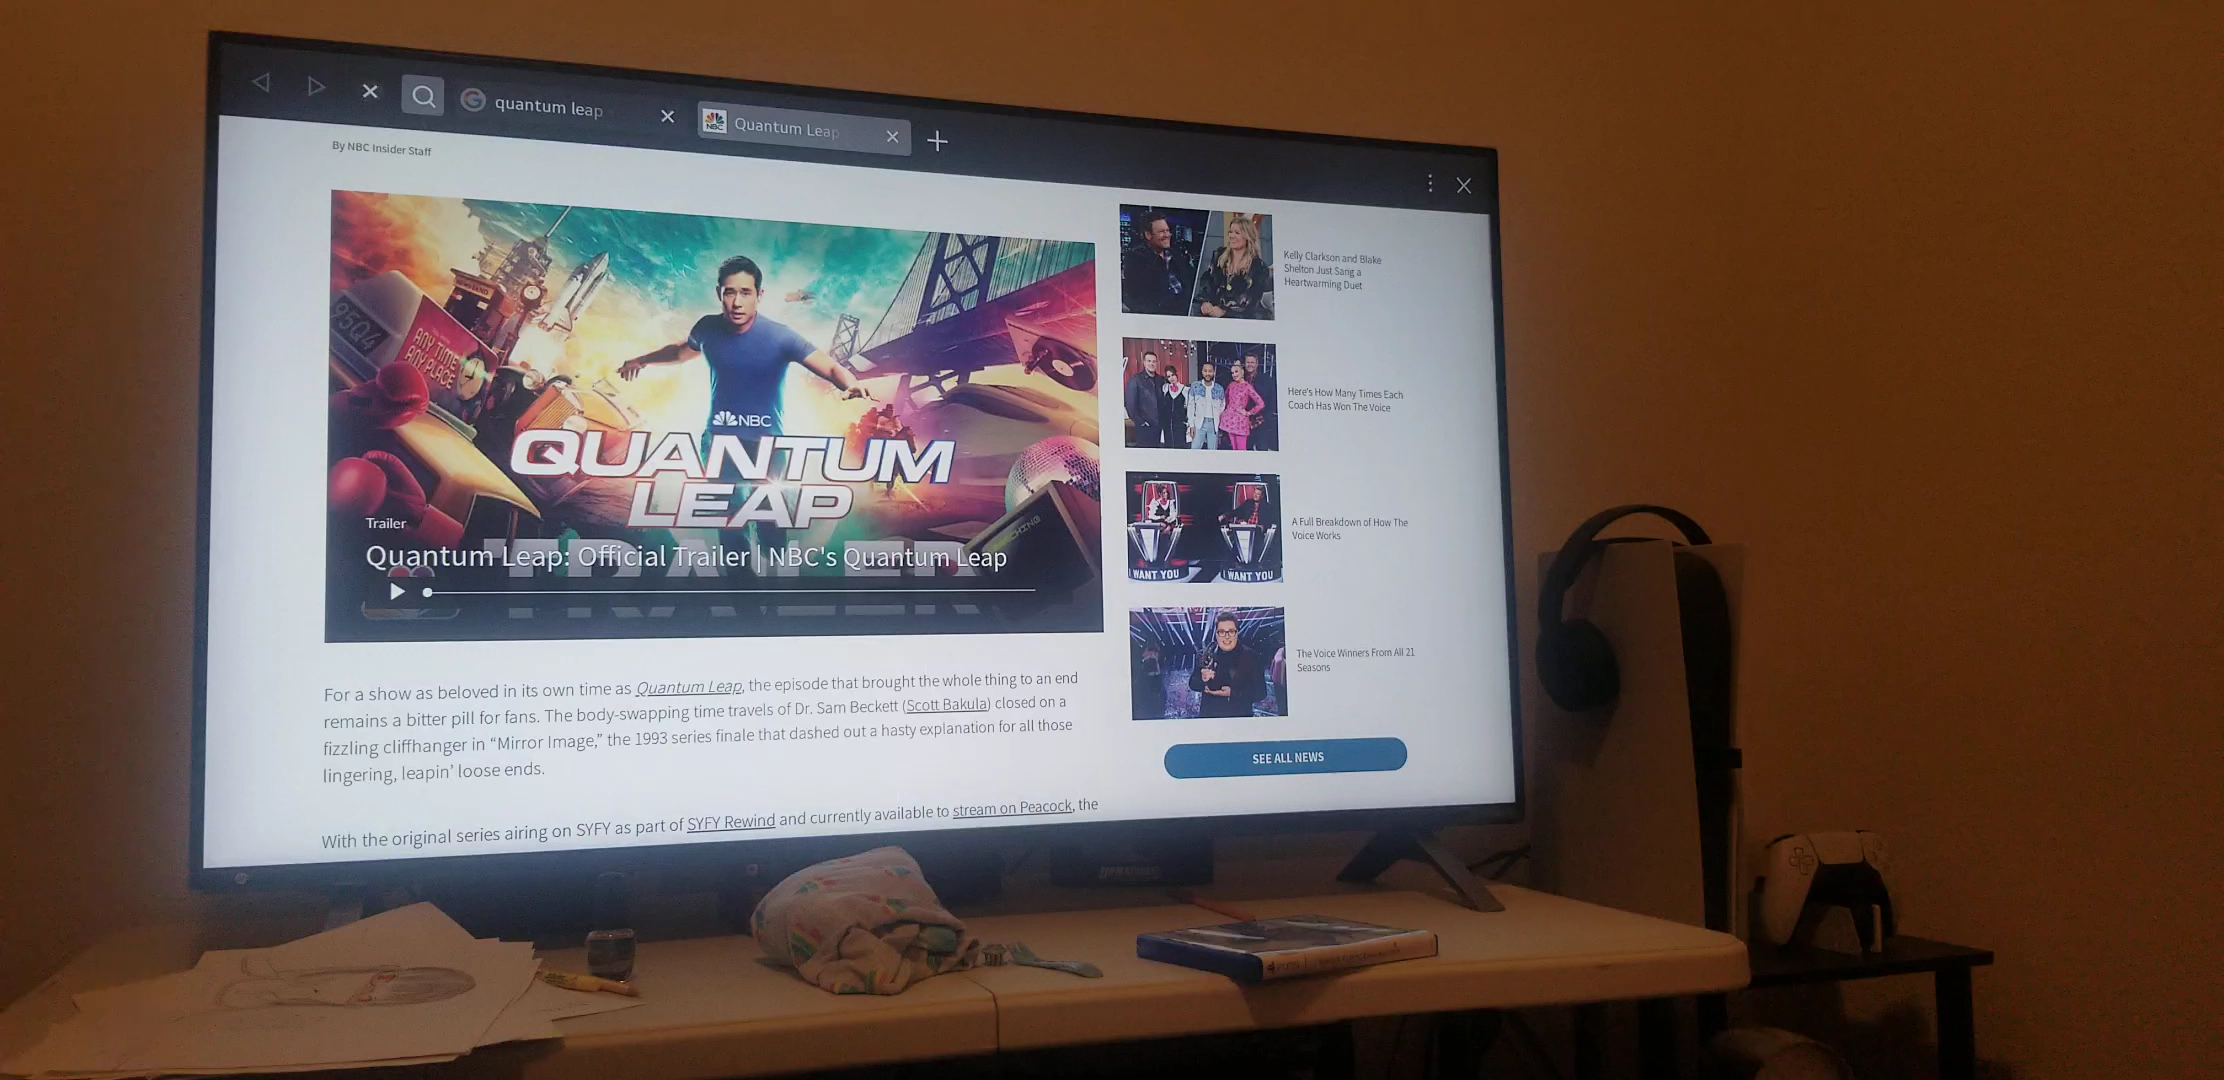 quantum leap
NBC
Quantum Leap
By NBC Insider Staff
95Q4
ANY TIME
ANY PLACE
NBC
QUANTUM
LEAP
Trailer
Quantum Leap: Official Trailer | NBC's Quantum Leap
TRAILER
For a show as beloved in its own time as Quantum Leap, the episode that brought the whole thing to an end
remains a bitter pill for fans. The body-swapping time travels of Dr. Sam Beckett (Scott Bakula) closed on a
fizzling cliffhanger in “Mirror Image,” the 1993 series finale that dashed out a hasty explanation for all those
lingering, leapin’ loose ends.
With the original series airing on SYFY as part of SYFY Rewind and currently available to stream on Peacock, the
Kelly Clarkson and Blake
Shelton Just Sang a
Heartwarming Duet
Here's How Many Times Each
Coach Has Won The Voice
I WANT YOU
I WANT YOU
A Full Breakdown of How The
Voice Works
The Voice Winners From All 21
Seasons
SEE ALL NEWS